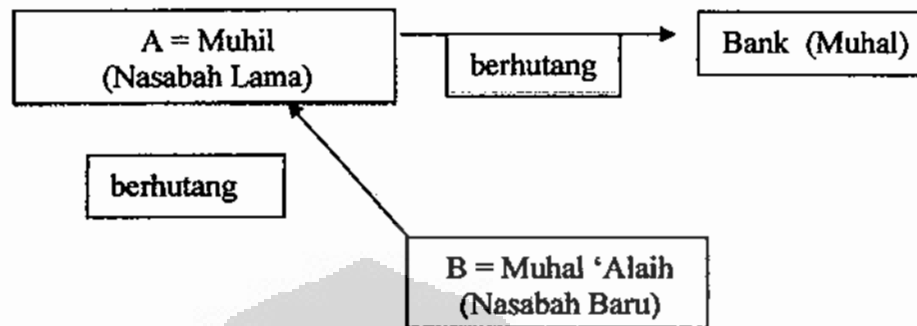 A = Muhil
(Nasabah Lama)
berhutang
Bank (Muhal)
berhutang
B = Muhal ‘Alaih
(Nasabah Baru)